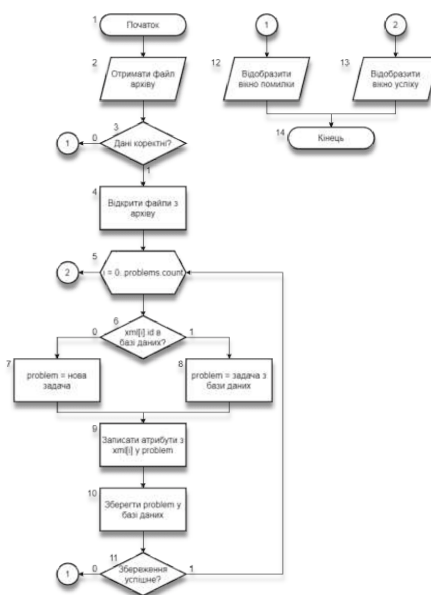 1
Початок
2
Отримати файл
архіву
3
Дані коректні?
0
1
1
4
Відкрити файли з
архіву
5
i = 0..problems.count
2
6
xml[i].id в
базі даних?
0
1
7
problem = нова
задача
8
problem = задача з
бази даних
9
Записати атрибути з
xml[i] у problem
10
Зберегти problem у
базі даних
11
Збереження
успішне?
0
1
1
1
12
Відобразити
вікно помилки
2
13
Відобразити
вікно успіху
14
Кінець